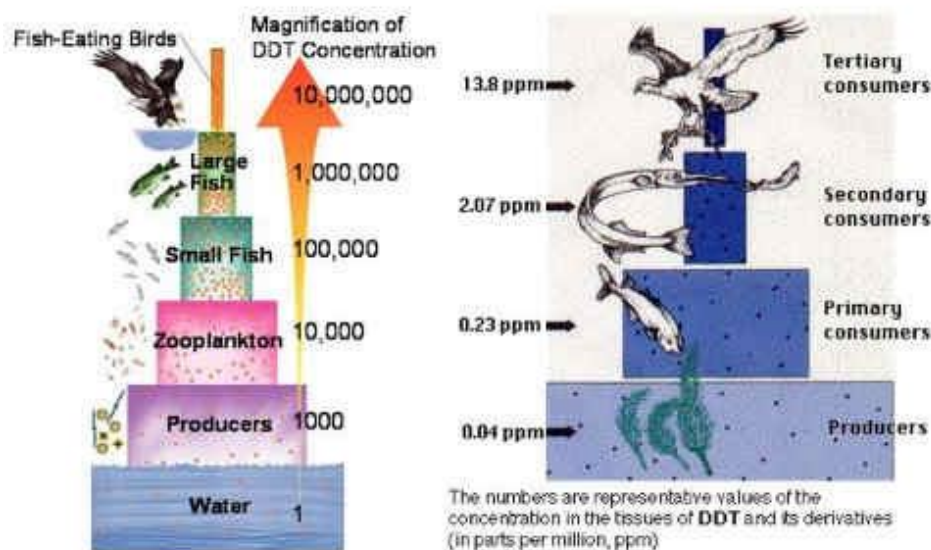 Fish-Eating Birds
Magnification of
DDT Concentration
10,000,000
Large
Fish
1,000,000
Small Fish
100,000
Zooplankton
10,000
Producers
1000
Water
1
13.8 ppm
Tertiary
consumers
2.07 ppm
Secondary
consumers
0.23 ppm
Primary
consumers
0.04 ppm
Producers
The numbers are representative values of the
concentration in the tissues of DDT and its derivatives
(in parts per million, ppm)